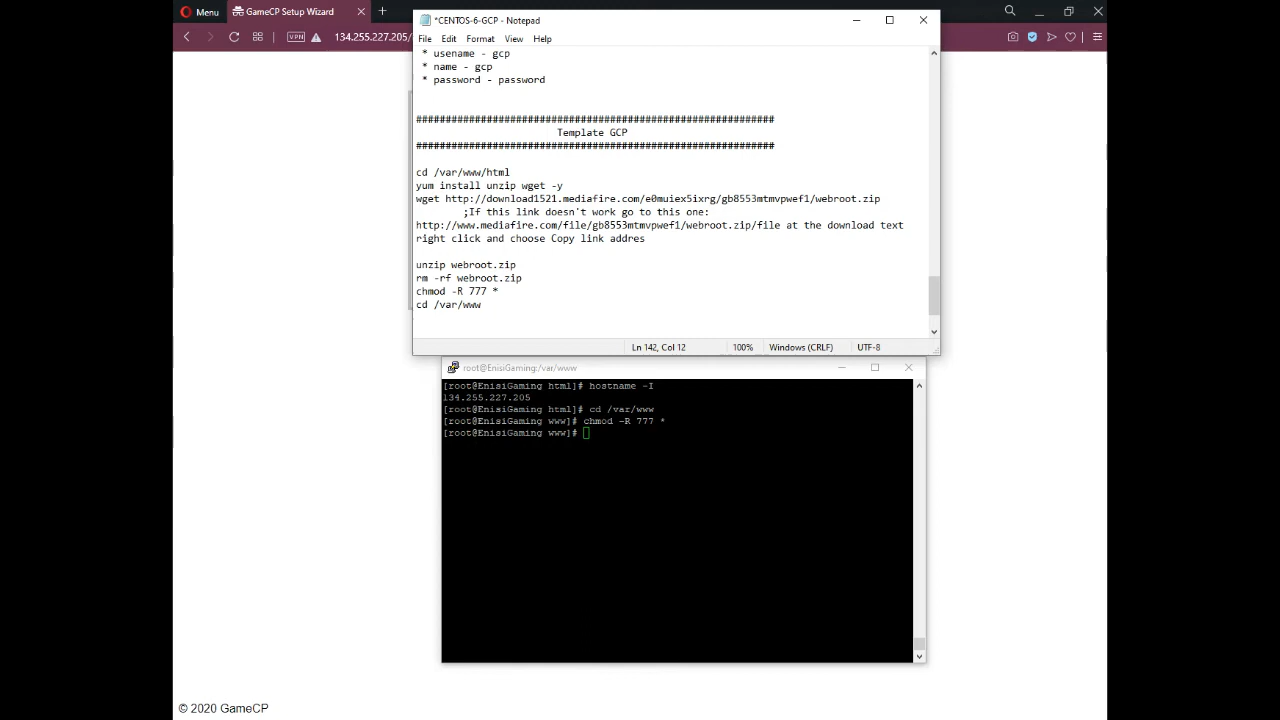 Menu
GameCP Setup Wizard
VPN
134.255.227.205/
*CENTOS-6-GCP - Notepad
File Edit Format View Help
* usename - gcp
* name - gcp
* password - password
#############################################################
Template GCP
#############################################################
cd /var/www/html
yum install unzip wget -y
wget http://download1521.mediafire.com/e0muiex5ixrg/gb8553mtmvpwef1/webroot.zip
;If this link doesn't work go to this one:
http://www.mediafire.com/file/gb8553mtmvpwef1/webroot.zip/file at the download text
right click and choose Copy link addres
unzip webroot.zip
rm -rf webroot.zip
chmod -R 777 *
cd /var/www
Ln 142, Col 12 100% Windows (CRLF) UTF-8
root@EnisiGaming:/var/www
[root@EnisiGaming html]# hostname -I
134.255.227.205
[root@EnisiGaming html]# cd /var/www
[root@EnisiGaming www]# chmod -R 777 *
[root@EnisiGaming www]#
© 2020 GameCP